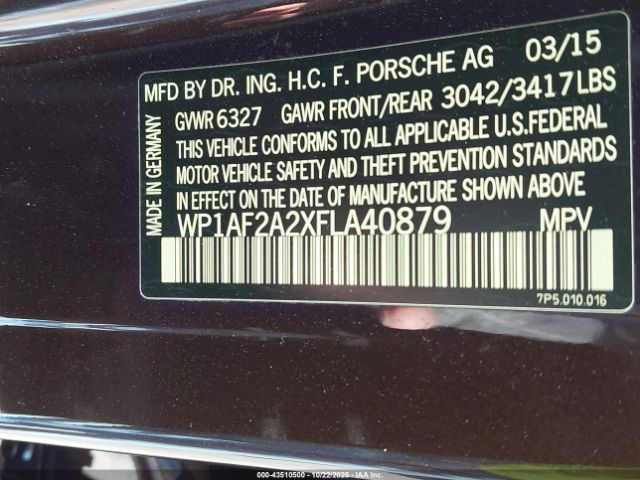 MFD BY DR. ING. H.C. F. PORSCHE AG 03/15
GVWR 6327 GAWR FRONT/REAR 3042/3417LBS
THIS VEHICLE CONFORMS TO ALL APPLICABLE U.S.FEDERAL
MOTOR VEHICLE SAFETY AND THEFT PREVENTION STANDARDS
IN EFFECT ON THE DATE OF MANUFACTURE SHOWN ABOVE
WP1AF2A2XFLA40879 MPV
7P5.010.016
MADE IN GERMANY
000-43510500 - 10/22/2025 - IAAI.COM